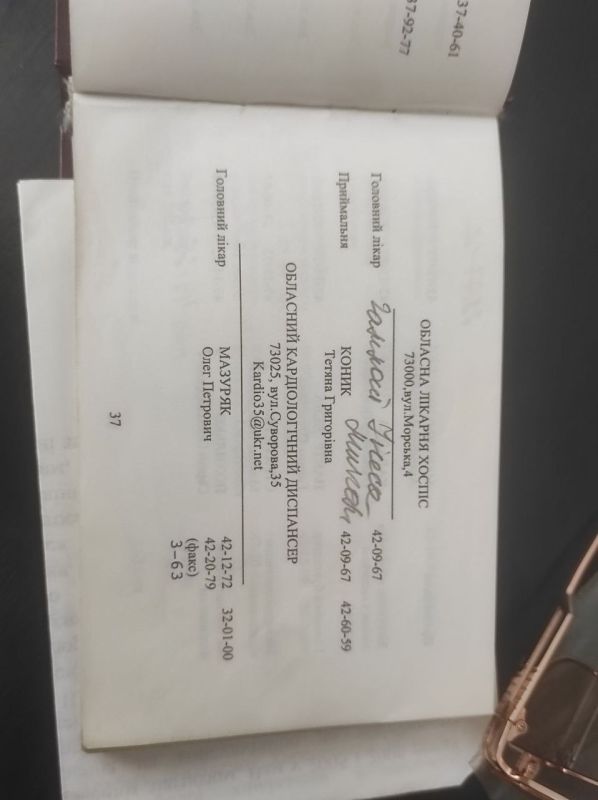 37-40-61
37-92-77
ОБЛАСНА ЛІКАРНЯ ХОСПІС
73000,вул.Морська,4
Головний лікар 42-09-67
Приймальня КОНИК 42-09-67 42-60-59
Тетяна Григорівна
ОБЛАСНИЙ КАРДІОЛОГІЧНИЙ ДИСПАНСЕР
73025, вул.Суворова,35
Kardio35@ukr.net
Головний лікар МАЗУРЯК 42-12-72 32-01-00
Олег Петрович 42-20-79
(факс)
3-63
37